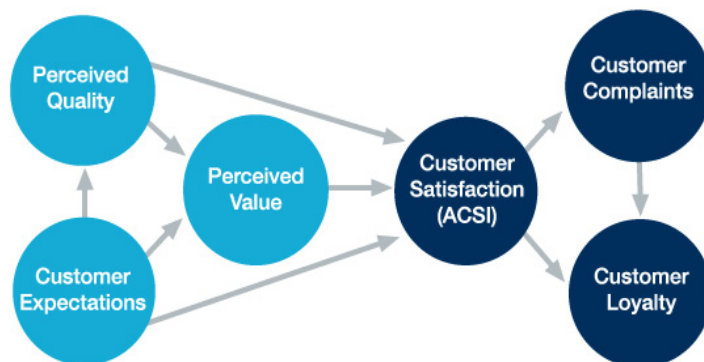 Perceived
Quality
Customer
Complaints
Perceived
Value
Customer
Satisfaction
(ACSI)
Customer
Expectations
Customer
Loyalty